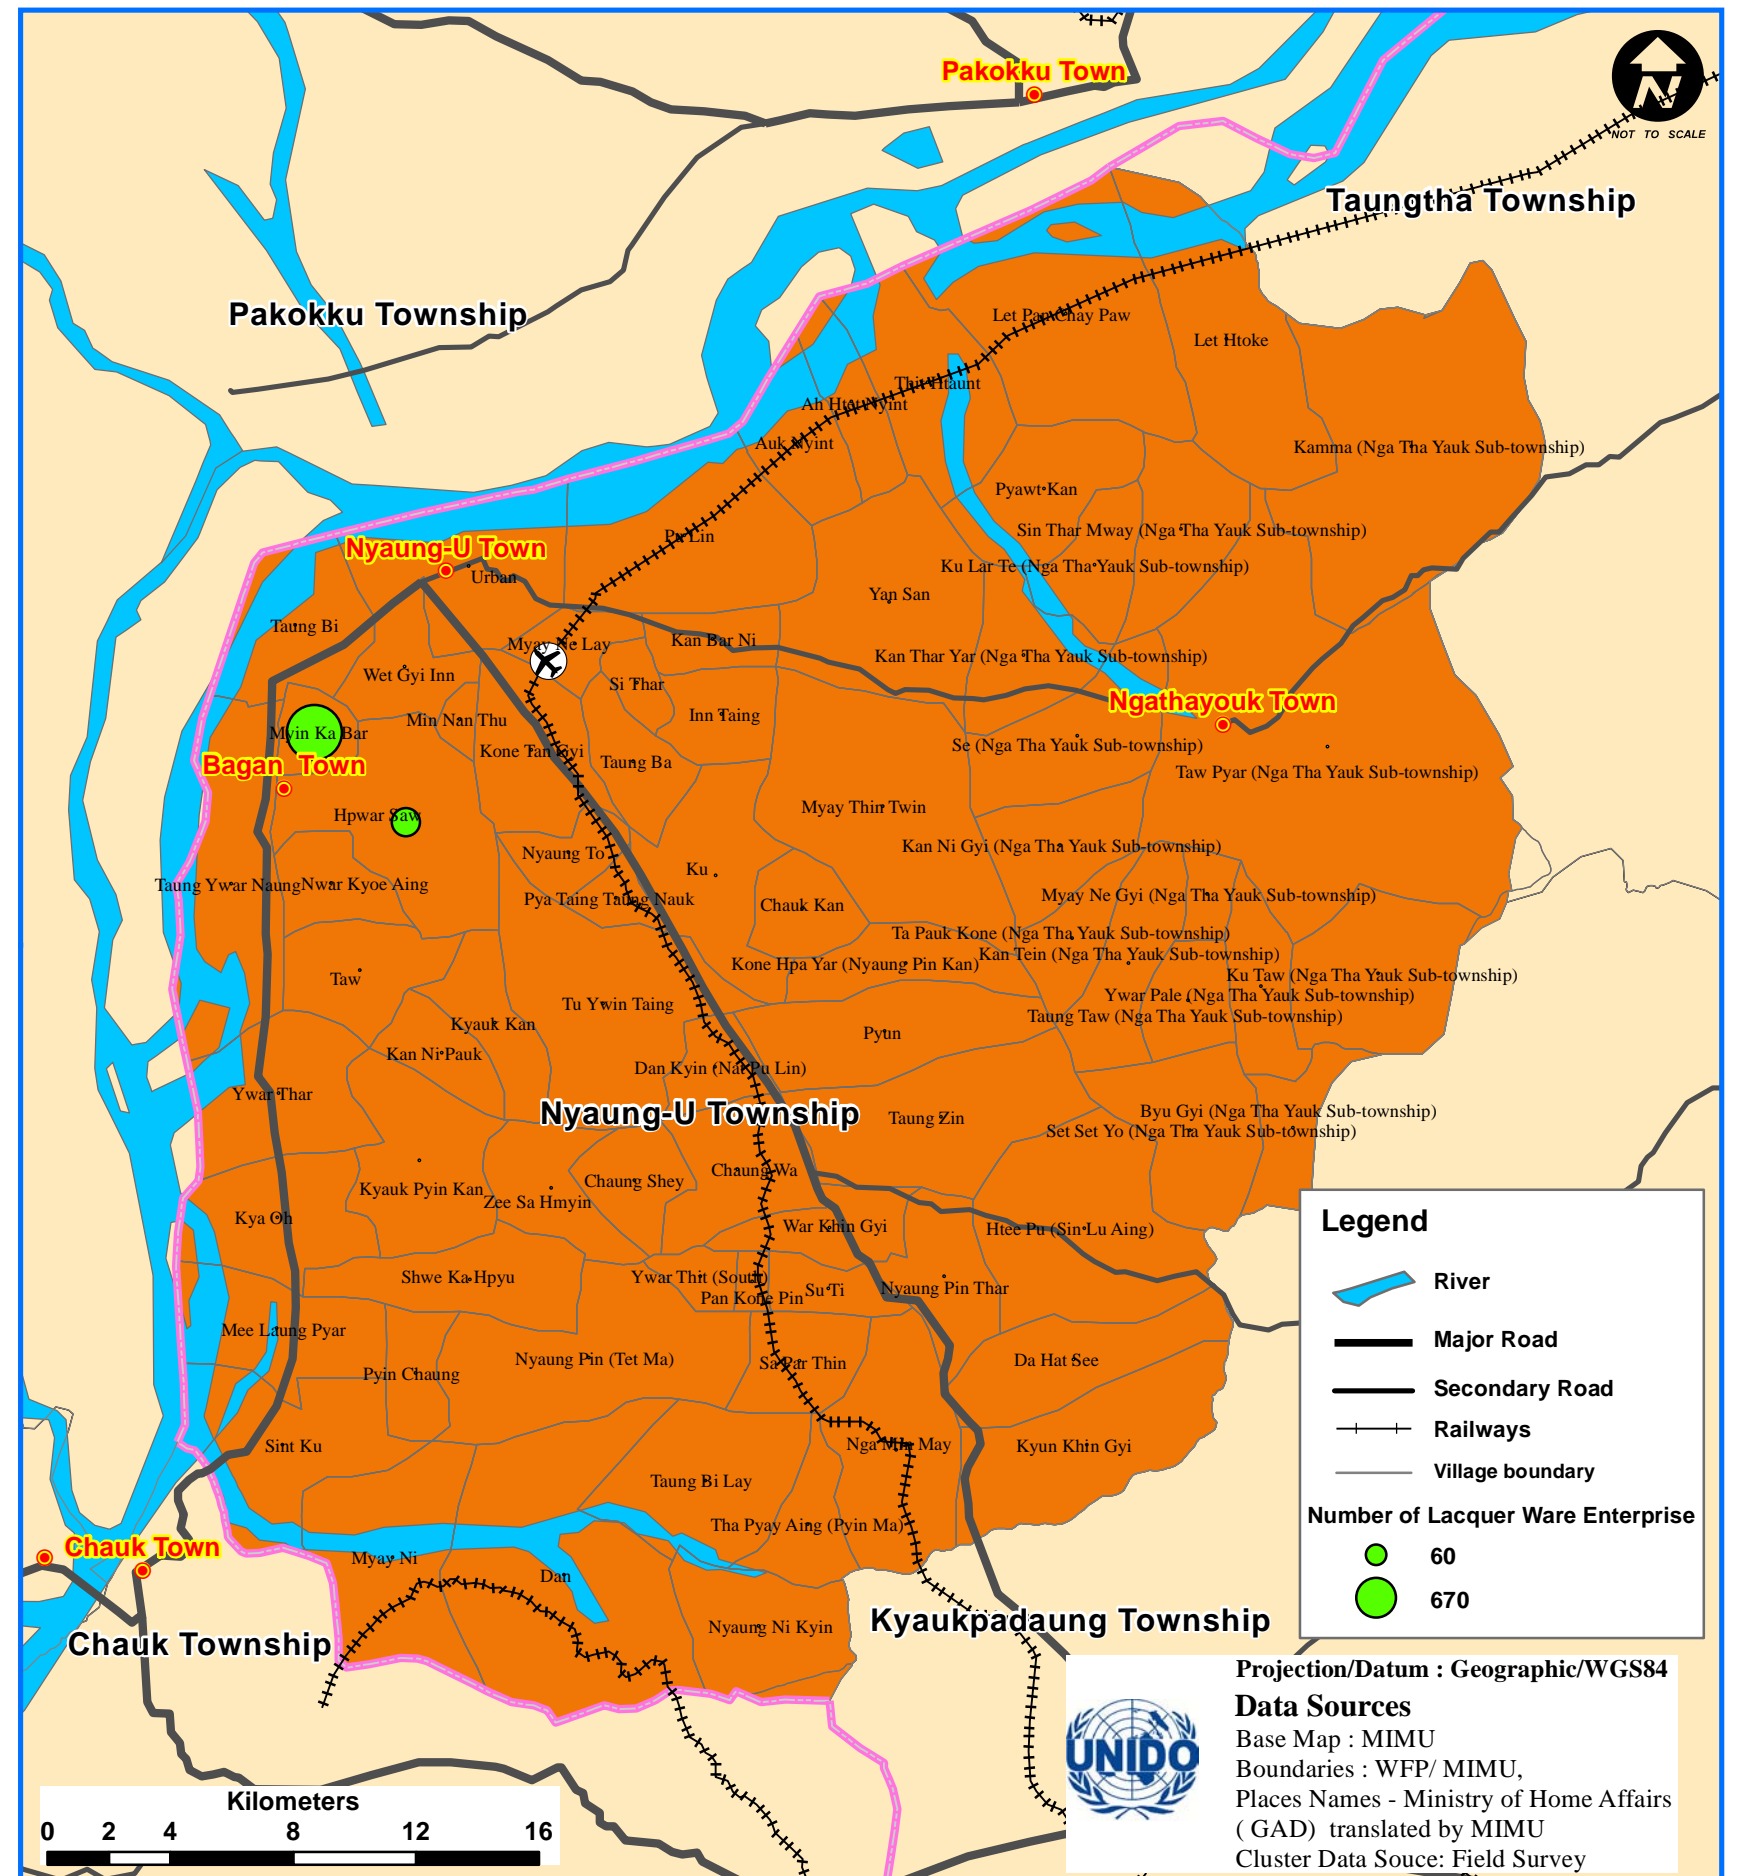 Pakokku Town
N
NOT TO SCALE
Taungtha Township
Pakokku Township
Let Pan Chay Paw
Let Htoke
Thit Htaunt
Ah Htet Nyint
Auk Nyint
Kamma (Nga Tha Yauk Sub-township)
Pyawt Kan
Sin Thar Mway (Nga Tha Yauk Sub-township)
Pu Lin
Nyaung-U Town
Ku Lar Te (Nga Tha Yauk Sub-township)
Urban
Yan San
Taung Bi
Myay Ne Lay
Kan Bar Ni
Kan Thar Yar (Nga Tha Yauk Sub-township)
Wet Gyi Inn
Si Thar
Ngathayouk Town
Min Nan Thu
Inn Taing
Myin Ka Bar
Kone Tan Gyi
Se (Nga Tha Yauk Sub-township)
Bagan Town
Taung Ba
Taw Pyar (Nga Tha Yauk Sub-township)
Myay Thin Twin
Hpwar Saw
Kan Ni Gyi (Nga Tha Yauk Sub-township)
Nyaung To
Ku
Taung Ywar Naung
Nwar Kyoe Aing
Pya Taing Taung Nauk
Chauk Kan
Myay Ne Gyi (Nga Tha Yauk Sub-township)
Ta Pauk Kone (Nga Tha Yauk Sub-township)
Kone Hpa Yar (Nyaung Pin Kan)
Kan Tein (Nga Tha Yauk Sub-township)
Ku Taw (Nga Tha Yauk Sub-township)
Taw
Ywar Pale (Nga Tha Yauk Sub-township)
Tu Ywin Taing
Taung Taw (Nga Tha Yauk Sub-township)
Kyauk Kan
Pyun
Kan Ni Pauk
Dan Kyin (Nat Pu Lin)
Ywar Thar
Nyaung-U Township
Taung Zin
Byu Gyi (Nga Tha Yauk Sub-township)
Set Set Yo (Nga Tha Yauk Sub-township)
Chaung Wa
Chaung Shey
Kyauk Pyin Kan
Zee Sa Hmyin
Kya Oh
War Khin Gyi
Htee Pu (Sin Lu Aing)
Shwe Ka Hpyu
Ywar Thit (South)
Su Ti
Nyaung Pin Thar
Pan Kone Pin
Mee Laung Pyar
Nyaung Pin (Tet Ma)
Sa Par Thin
Da Hat See
Pyin Chaung
Sint Ku
Nga Min May
Kyun Khin Gyi
Taung Bi Lay
Tha Pyay Aing (Pyin Ma)
Chauk Town
Myay Ni
Dan
Nyaung Ni Kyin
Kyaukpadaung Township
Chauk Township
Legend
River
Major Road
Secondary Road
Railways
Village boundary
Number of Lacquer Ware Enterprise
60
670
Projection/Datum : Geographic/WGS84
Data Sources
Base Map : MIMU
Boundaries : WFP/ MIMU,
Places Names - Ministry of Home Affairs
( GAD) translated by MIMU
Cluster Data Souce: Field Survey
UNIDO
Kilometers
0 2 4 8 12 16